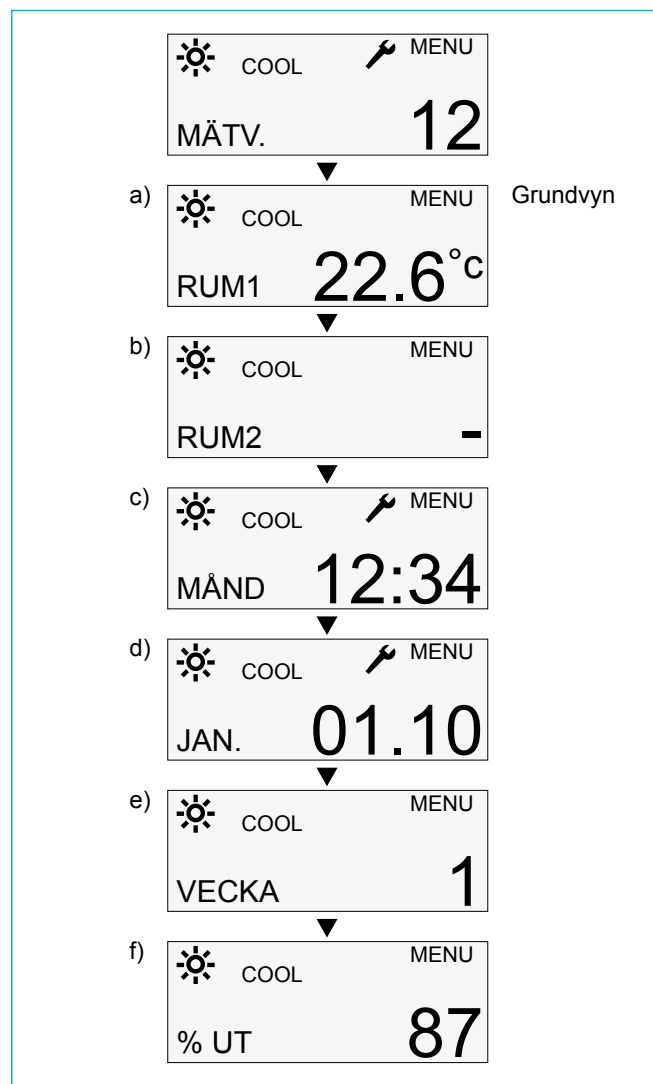 COOL MENU
MÄTV. 12
a) COOL MENU Grundvyn
RUM1 22.6°c
b) COOL MENU
RUM2 -
c) COOL MENU
MÅND 12:34
d) COOL MENU
JAN. 01.10
e) COOL MENU
VECKA 1
f) COOL MENU
% UT 87